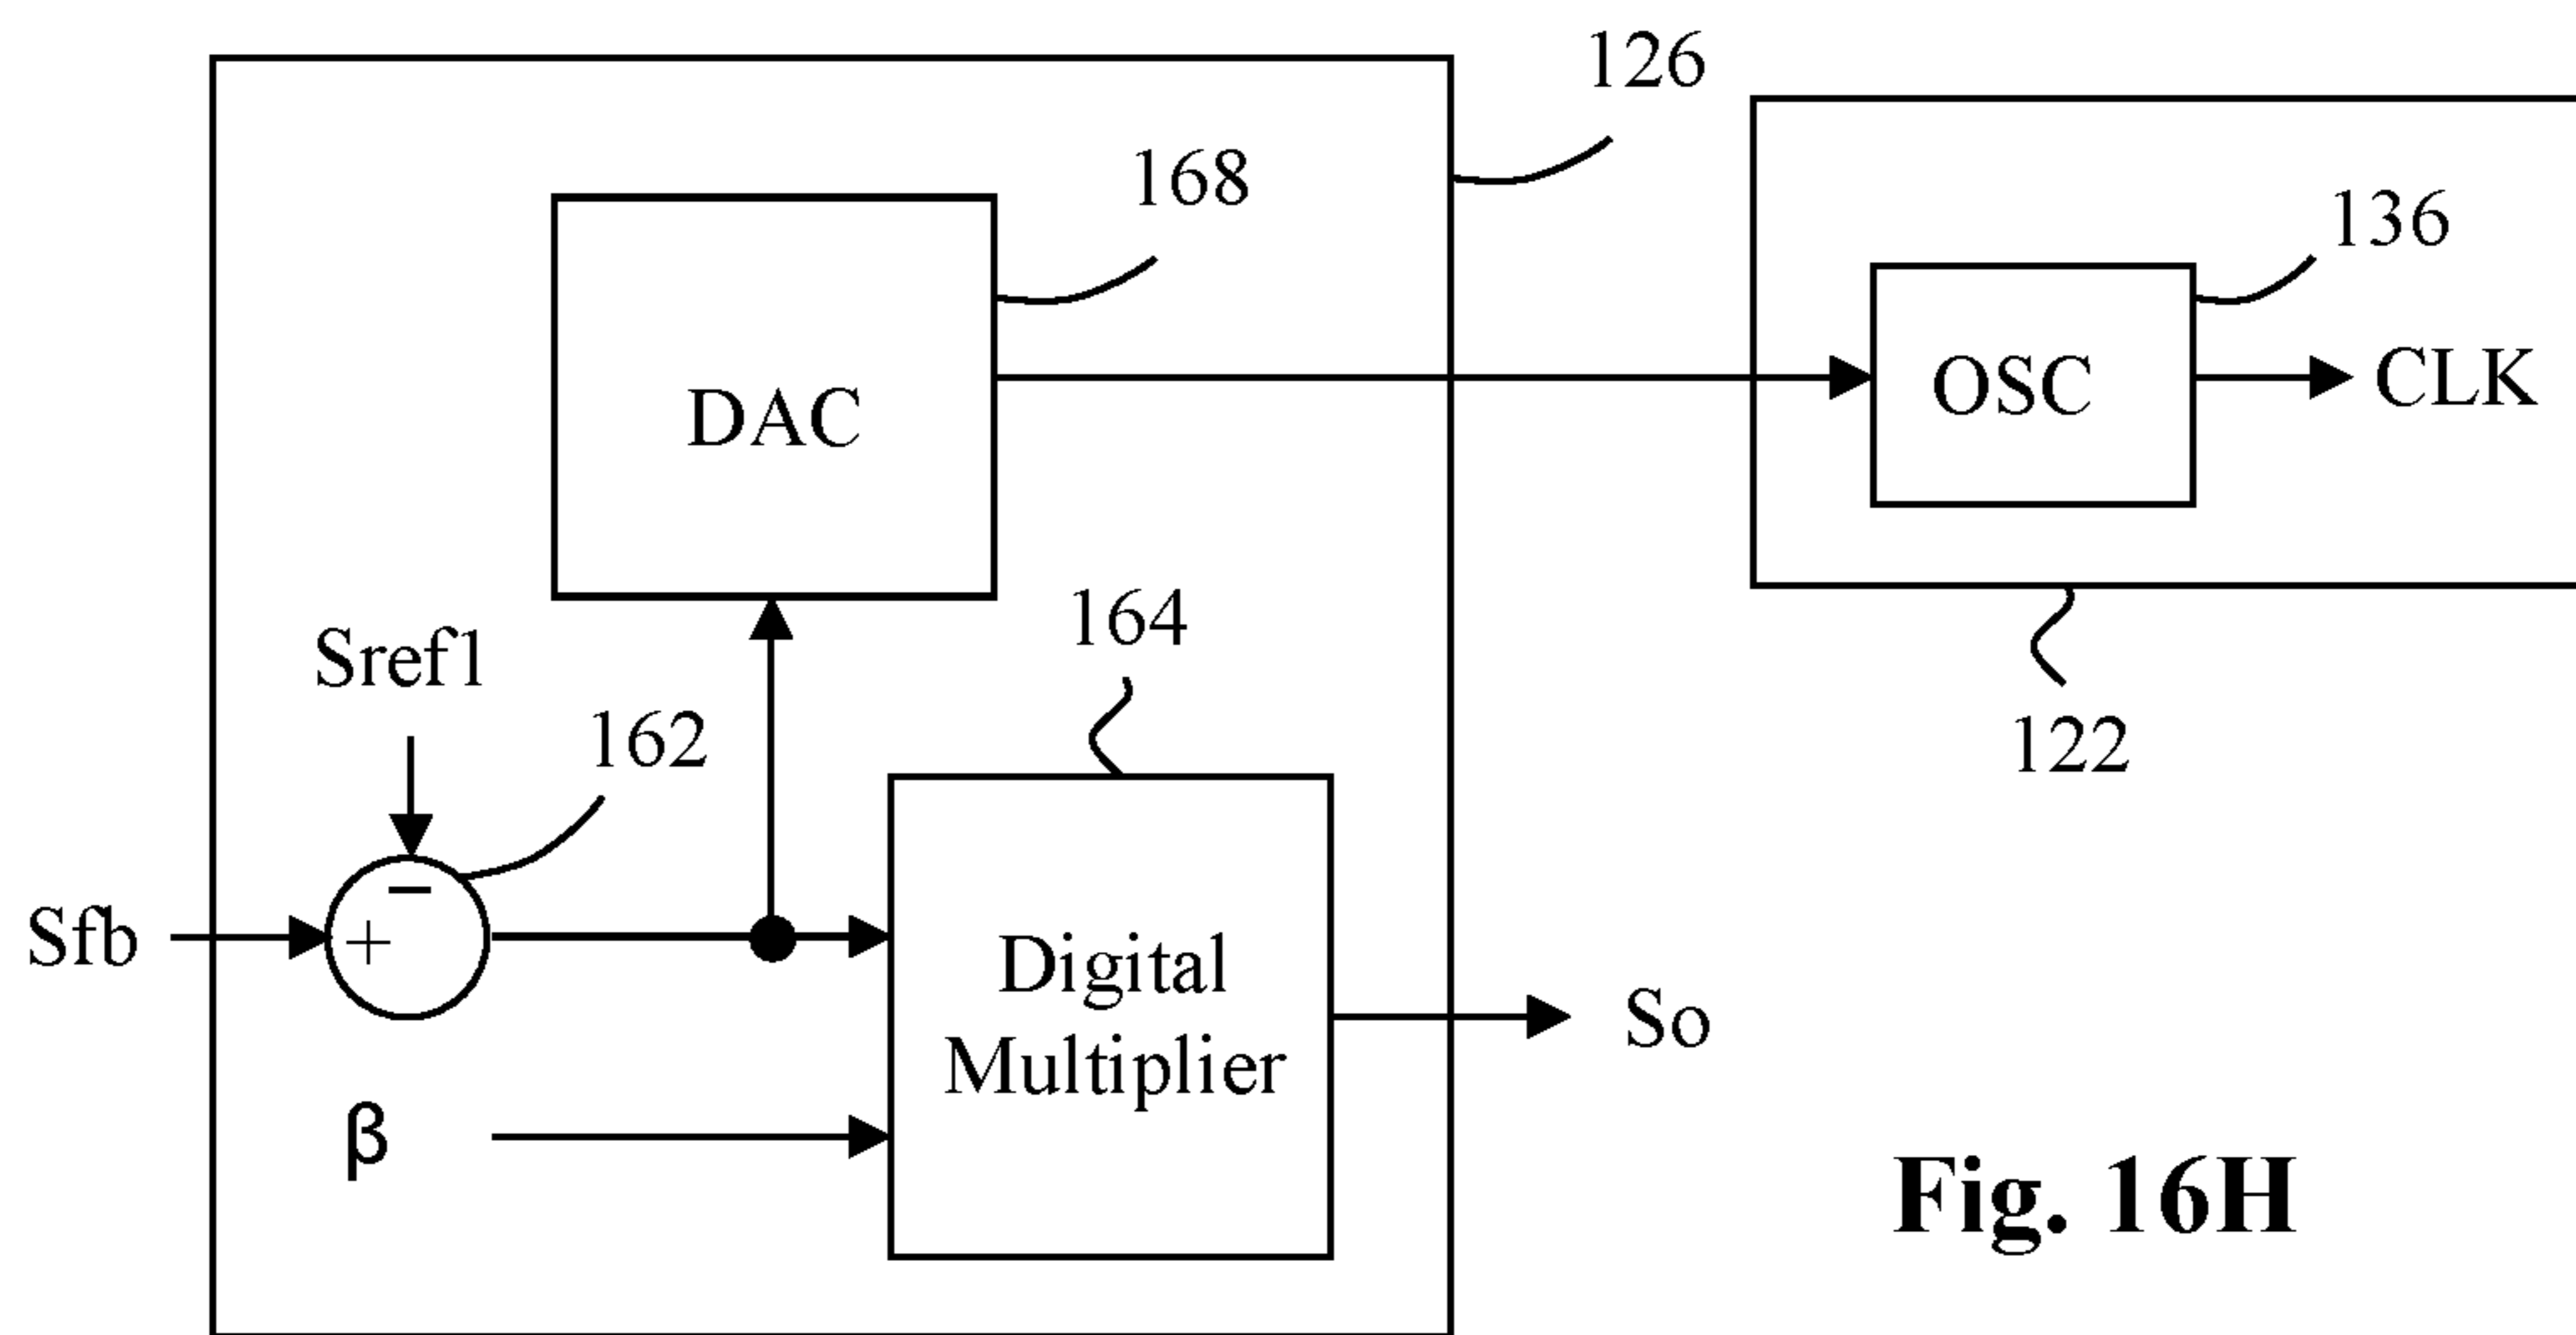 126
168
136
DAC
OSC
CLK
164
Sref1
162
122
−
Sfb
+
Digital
Multiplier
So
β
Fig. 16H